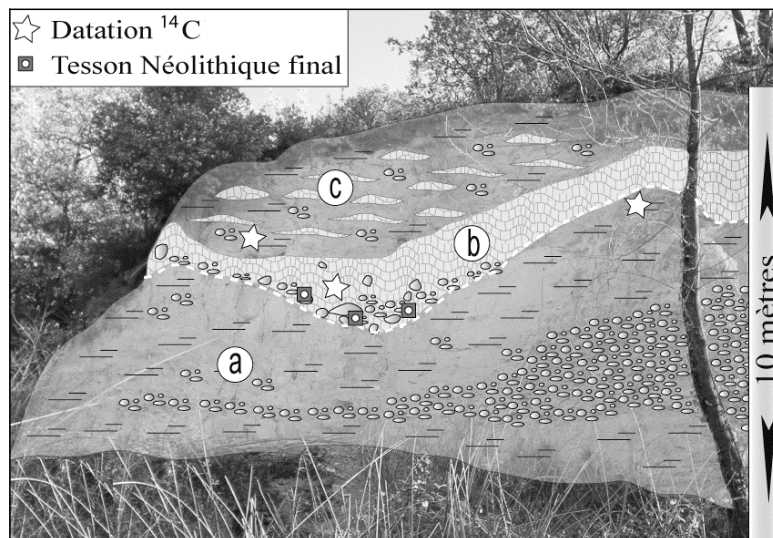 Datation ¹⁴C
Tesson Néolithique final
c
b
a
10 mètres